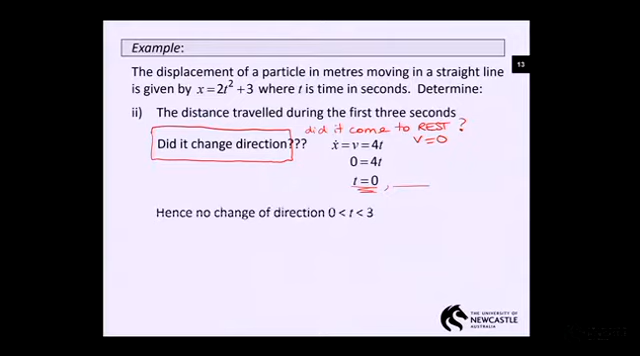 Example:
13
The displacement of a particle in metres moving in a straight line
is given by x = 2t² + 3 where t is time in seconds. Determine:
ii) The distance travelled during the first three seconds
did it come to REST ?
Did it change direction???
ẋ = v = 4t
v = 0
0 = 4t
t = 0 ,
Hence no change of direction 0 < t < 3
THE UNIVERSITY OF
NEWCASTLE
AUSTRALIA